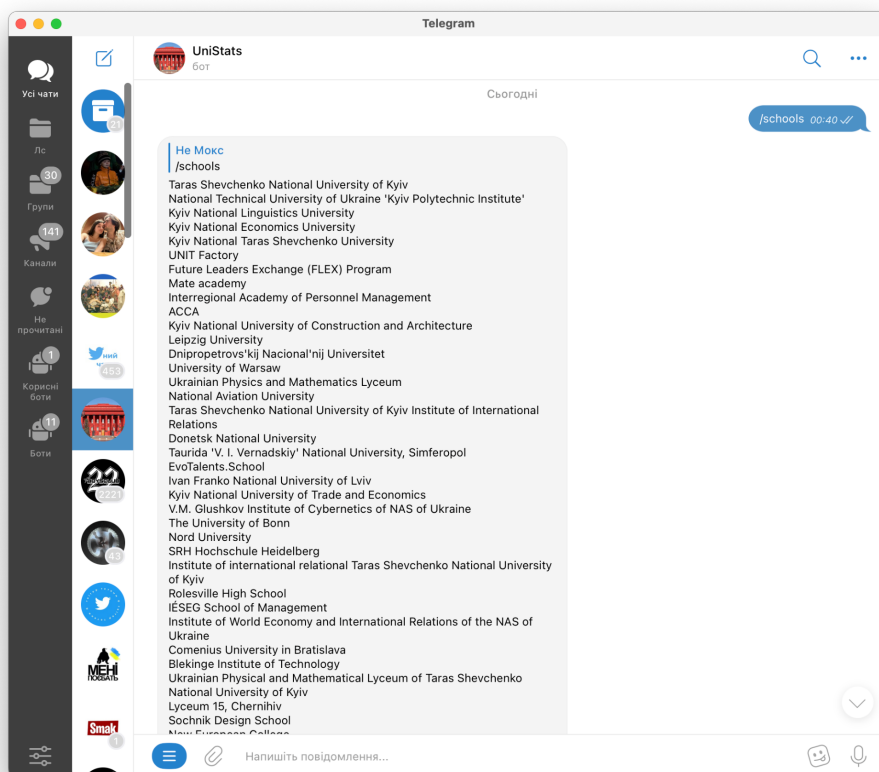 Telegram
Усі чати
Лс
30
Групи
141
Канали
Не
прочитані
1
Корисні
боти
11
Боти
21
ний
453
22
2221
43
МЕНІ
ПОЇБАТЬ
Smak
1
UniStats
бот
Сьогодні
/schools 00:40
Не Мокс
/schools
Taras Shevchenko National University of Kyiv
National Technical University of Ukraine 'Kyiv Polytechnic Institute'
Kyiv National Linguistics University
Kyiv National Economics University
Kyiv National Taras Shevchenko University
UNIT Factory
Future Leaders Exchange (FLEX) Program
Mate academy
Interregional Academy of Personnel Management
ACCA
Kyiv National University of Construction and Architecture
Leipzig University
Dnipropetrovs'kij Nacional'nij Universitet
University of Warsaw
Ukrainian Physics and Mathematics Lyceum
National Aviation University
Taras Shevchenko National University of Kyiv Institute of International
Relations
Donetsk National University
Taurida 'V. I. Vernadskiy' National University, Simferopol
EvoTalents.School
Ivan Franko National University of Lviv
Kyiv National University of Trade and Economics
V.M. Glushkov Institute of Cybernetics of NAS of Ukraine
The University of Bonn
Nord University
SRH Hochschule Heidelberg
Institute of international relational Taras Shevchenko National University
of Kyiv
Rolesville High School
IÉSEG School of Management
Institute of World Economy and International Relations of the NAS of
Ukraine
Comenius University in Bratislava
Blekinge Institute of Technology
Ukrainian Physical and Mathematical Lyceum of Taras Shevchenko
National University of Kyiv
Lyceum 15, Chernihiv
Sochnik Design School
New European College
Напишіть повідомлення...